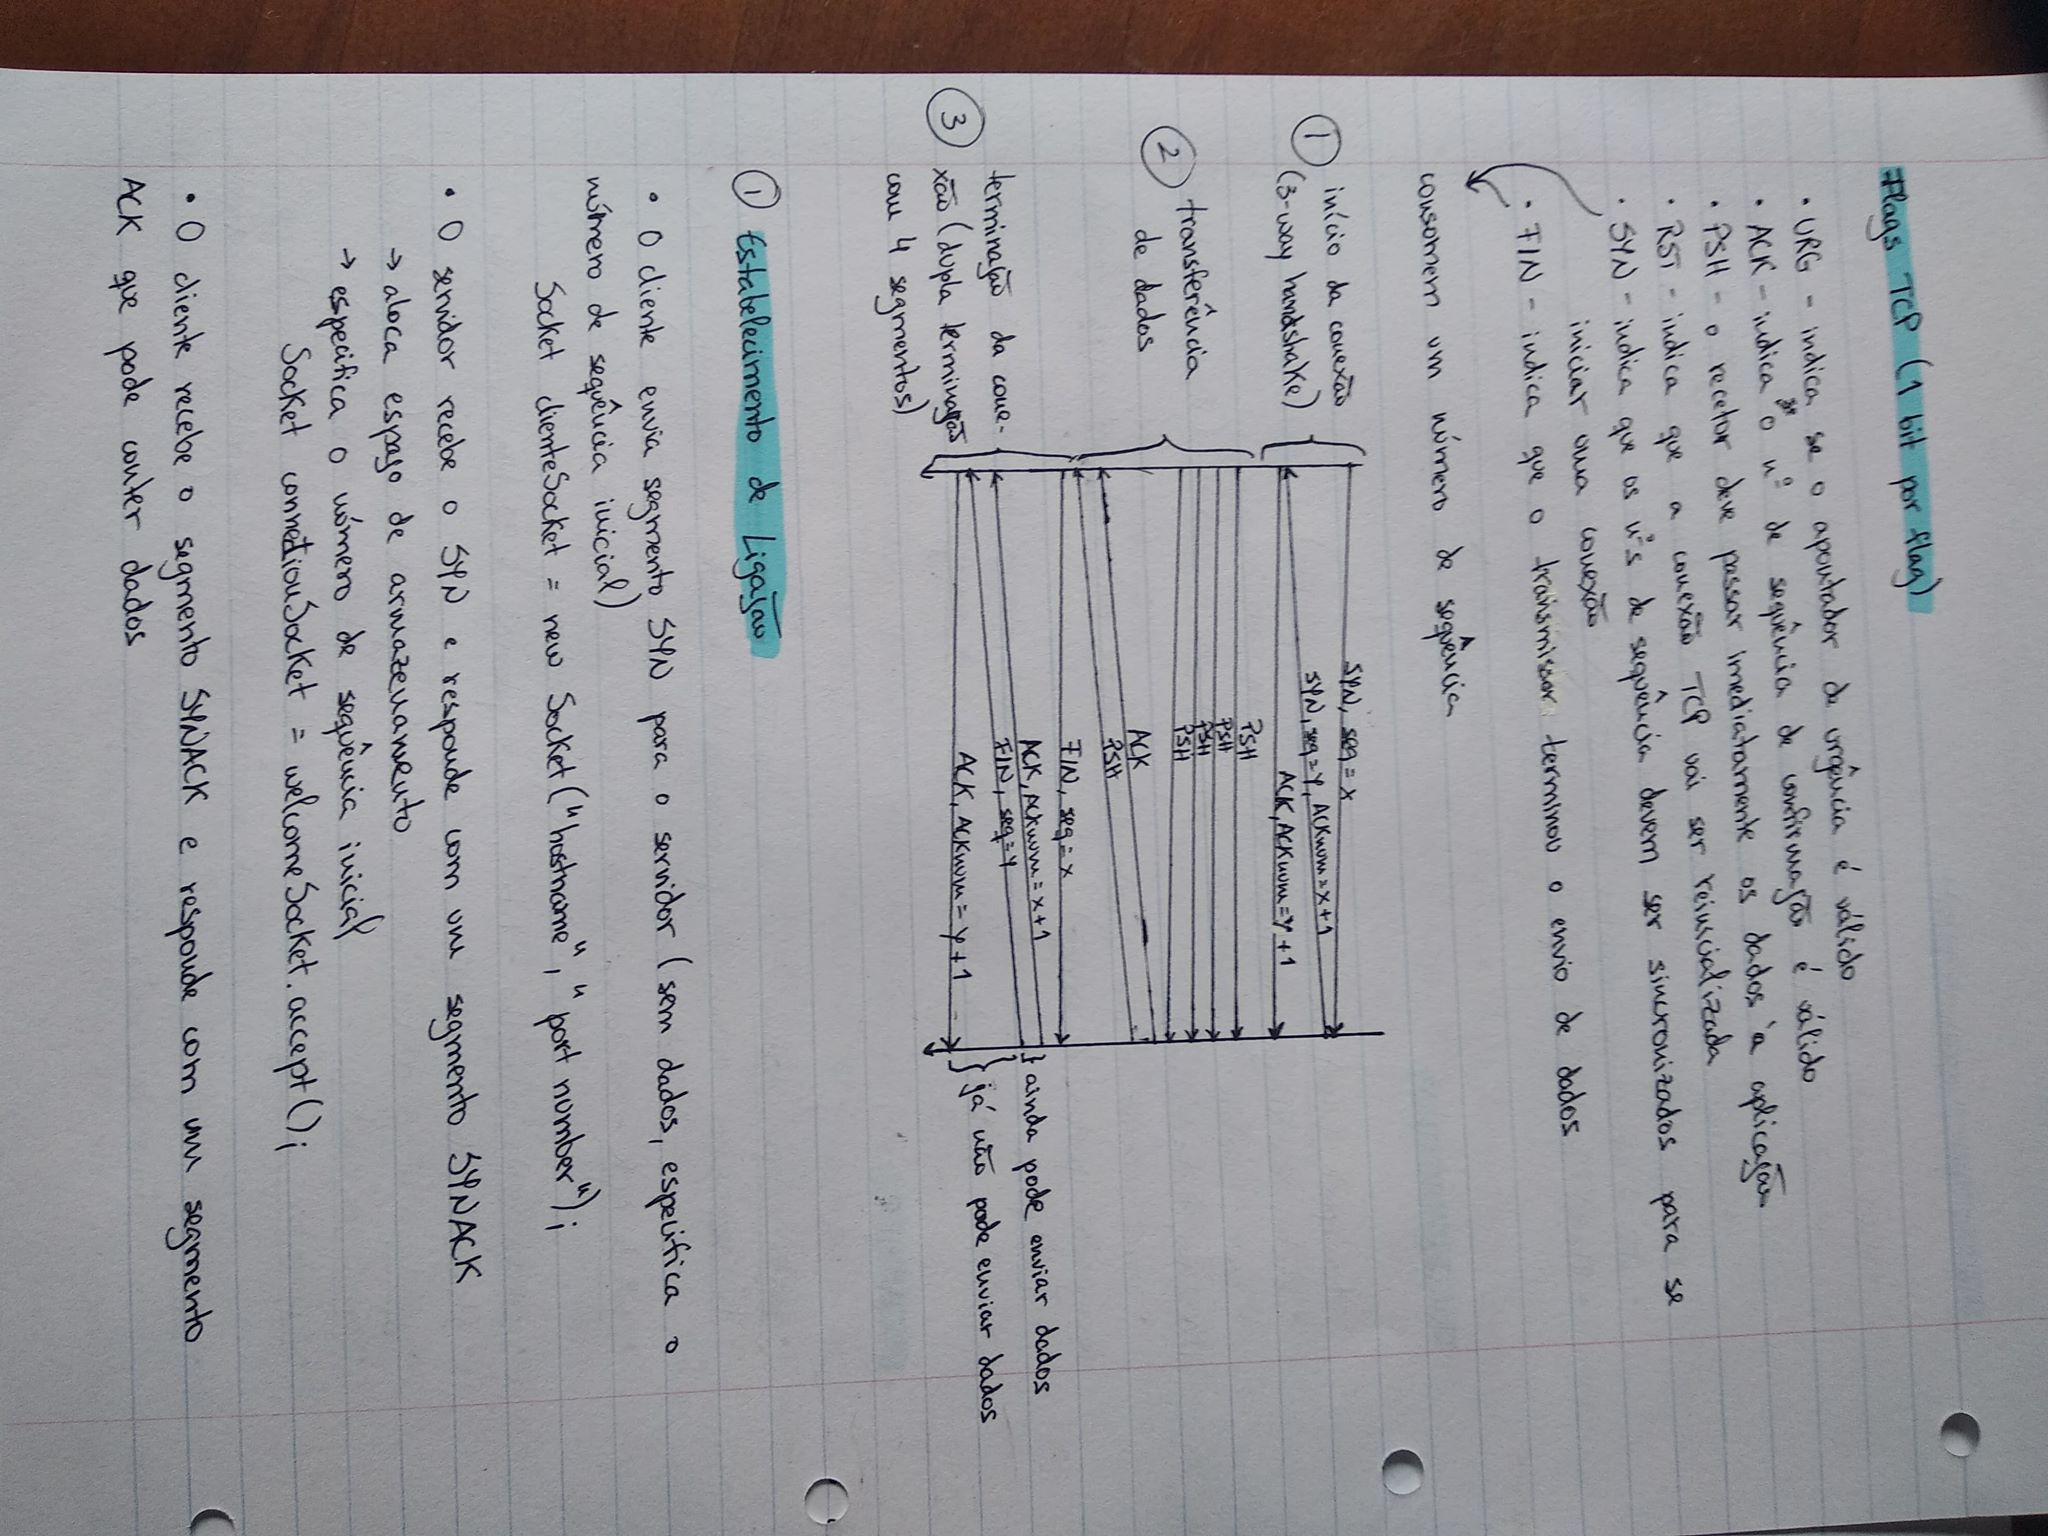 Flags TCP (1 bit por flag)
• URG - indica se o apontador de urgência é válido
• ACK - indica se o nº de sequência de confirmação é válido
• PSH - o recetor deve passar imediatamente os dados à aplicação
• RST - indica que a conexão TCP vai ser reinicializada
• SYN - indica que os nºs de sequência devem ser sincronizados para se
iniciar uma conexão
• FIN - indica que o transmissor terminou o envio de dados
consomem um número de sequência
① início da conexão
(3-way handshake)
SYN, seq = x
SYN, seq=y, ACKnum=x+1
ACK, ACKnum=y+1
② transferência
de dados
PSH
PSH
PSH
PSH
ACK
PSH
③ terminação da cone-
xão (dupla terminação
com 4 segmentos)
FIN, seq=x
ACK, ACKnum=x+1
FIN, seq=y
ACK, ACKnum=y+1
} ainda pode enviar dados
} já não pode enviar dados
① Estabelecimento de Ligação
• O cliente envia segmento SYN para o servidor (sem dados, especifica o
número de sequência inicial)
Socket clienteSocket = new Socket("hostname", "port number");
• O servidor recebe o SYN e responde com um segmento SYNACK
→ aloca espaço de armazenamento
→ especifica o número de sequência inicial
Socket connectionSocket = welcomeSocket.accept();
• O cliente recebe o segmento SYNACK e responde com um segmento
ACK que pode conter dados